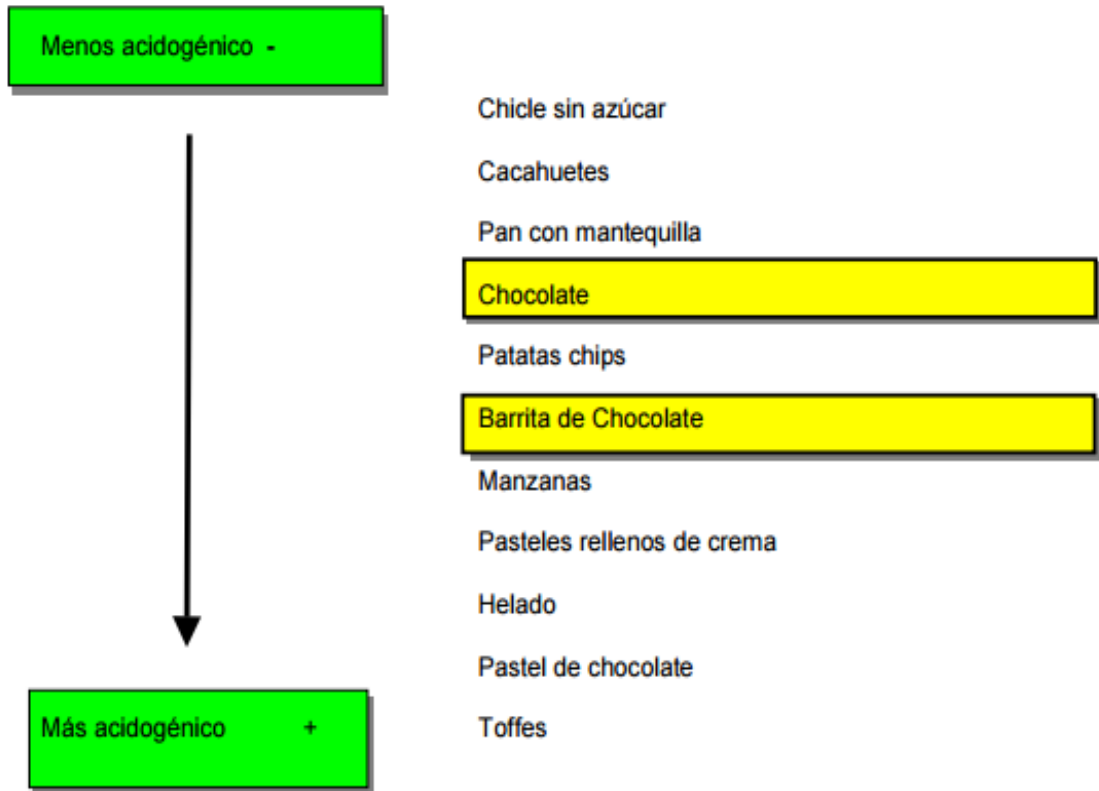 Menos acidogénico -
Chicle sin azúcar
Cacahuetes
Pan con mantequilla
Chocolate
Patatas chips
Barrita de Chocolate
Manzanas
Pasteles rellenos de crema
Helado
Pastel de chocolate
Más acidogénico +
Toffes